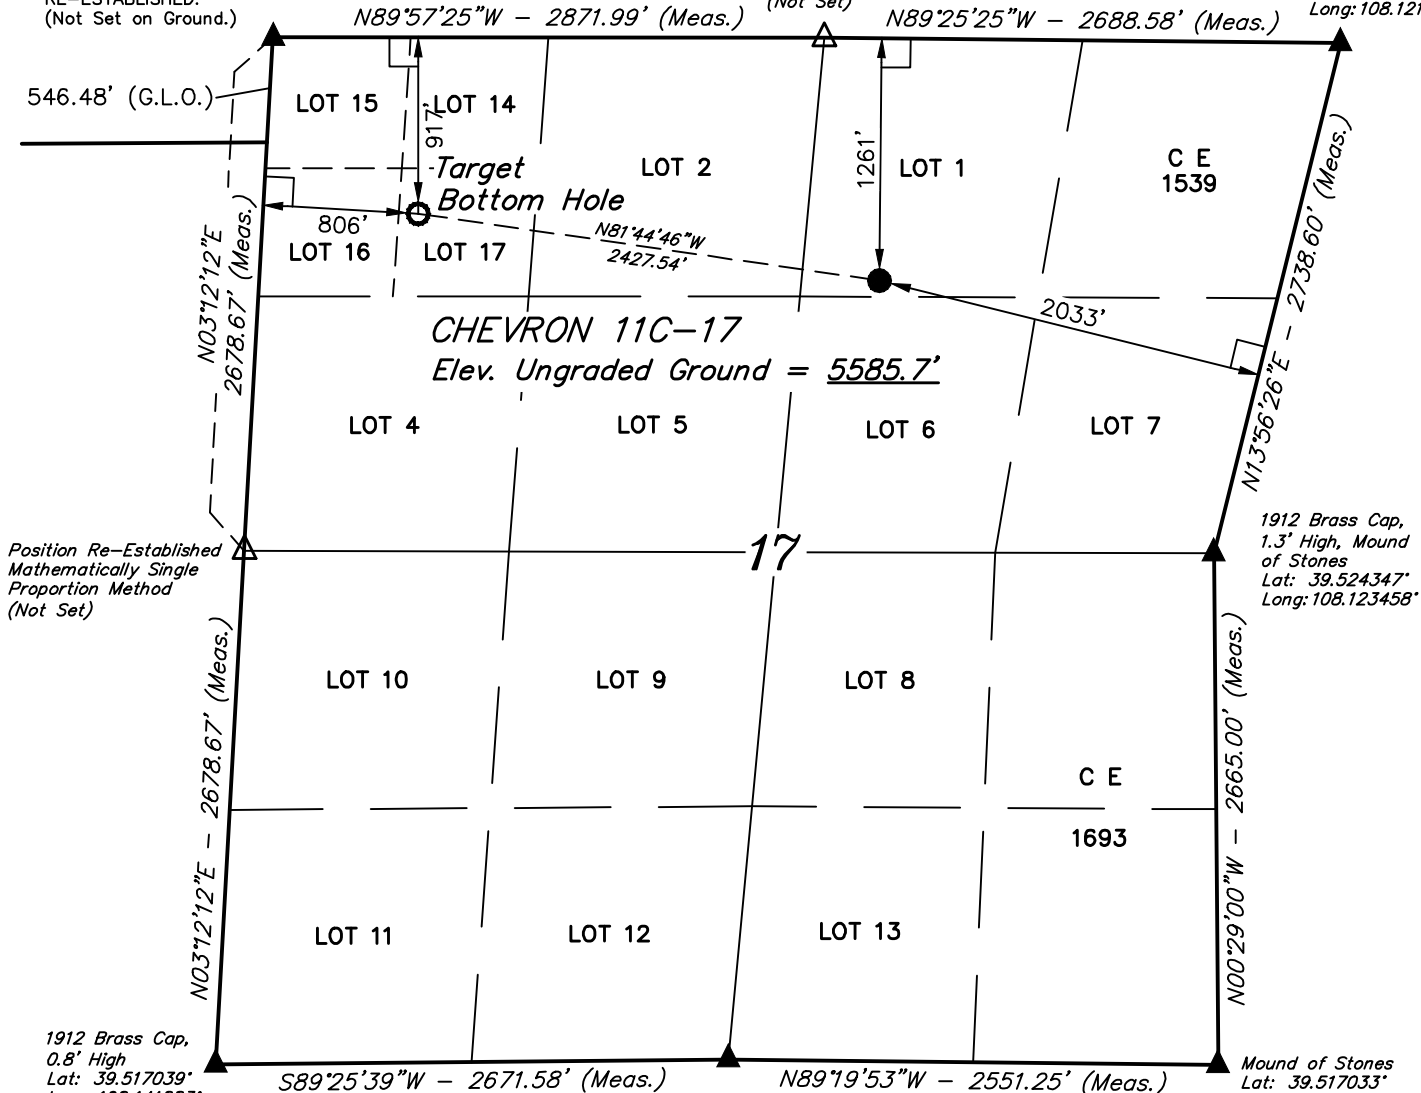 RE-ESTABLISHED.
(Not Set on Ground.)
N89°57'25"W - 2871.99' (Meas.)
(Not Set)
N89°25'25"W - 2688.58' (Meas.)
Long: 108.121
546.48' (G.L.O.)
LOT 15
LOT 14
917'
LOT 2
1261'
LOT 1
C E
1539
Target
Bottom Hole
806'
LOT 16
LOT 17
N81°44'46"W
2427.54'
N03°12'12"E
2678.67' (Meas.)
N13°56'26"E - 2738.60' (Meas.)
2033'
CHEVRON 11C-17
Elev. Ungraded Ground = 5585.7'
LOT 4
LOT 5
LOT 6
LOT 7
Position Re-Established
Mathematically Single
Proportion Method
(Not Set)
17
1912 Brass Cap,
1.3' High, Mound
of Stones
Lat: 39.524347°
Long: 108.123458°
LOT 10
LOT 9
LOT 8
N03°12'12"E - 2678.67' (Meas.)
N00°29'00"W - 2665.00' (Meas.)
C E
1693
LOT 11
LOT 12
LOT 13
1912 Brass Cap,
0.8' High
Lat: 39.517039°
S89°25'39"W - 2671.58' (Meas.)
N89°19'53"W - 2551.25' (Meas.)
Mound of Stones
Lat: 39.517033°